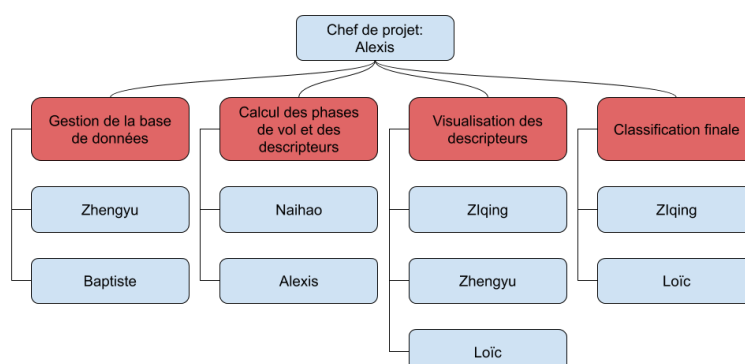 Chef de projet:
Alexis
Gestion de la base
de données
Calcul des phases
de vol et des
descripteurs
Visualisation des
descripteurs
Classification finale
Zhengyu
Naihao
ZIqing
ZIqing
Baptiste
Alexis
Zhengyu
Loïc
Loïc